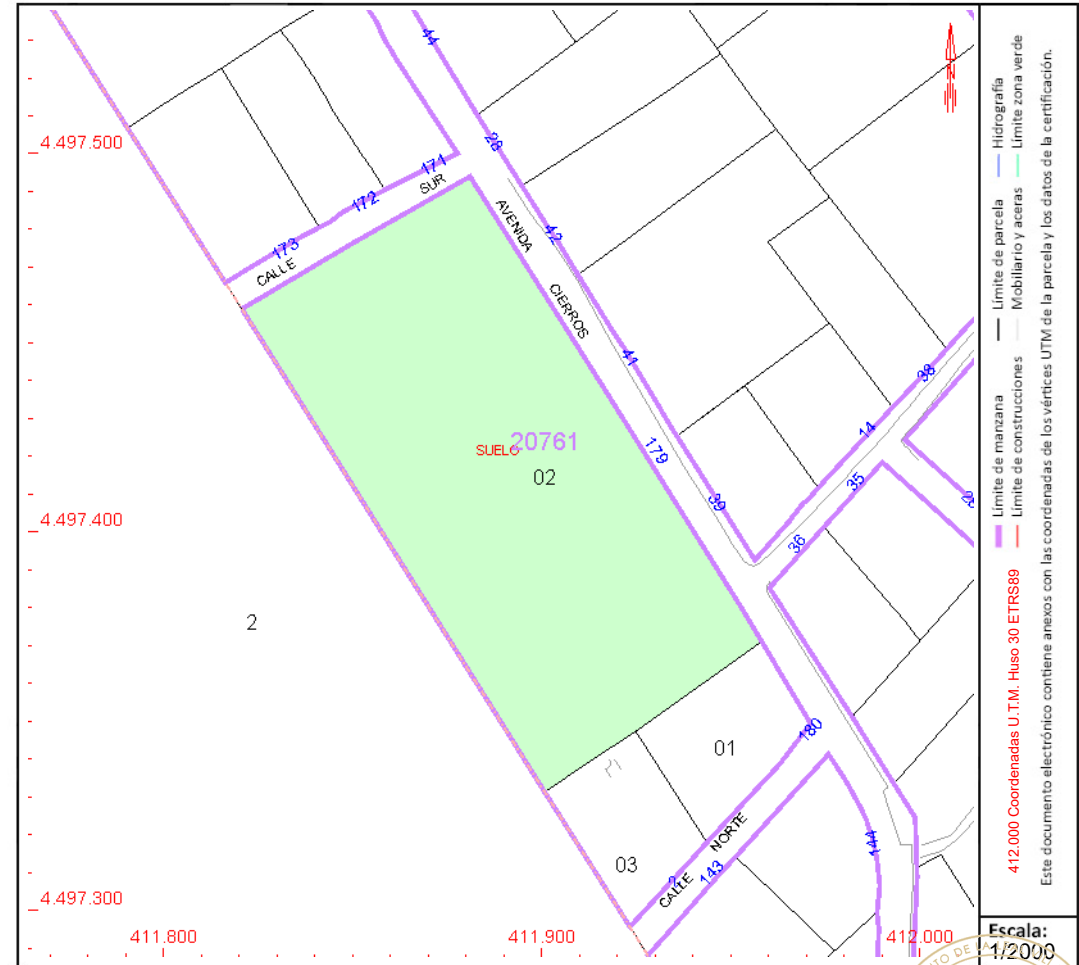 44
28
4.497.500
171
SUR
172
173
CALLE
AVENIDA
42
CIERROS
41
38
SUELO
20761
179
14
02
35
39
36
4.497.400
2
180
01
NORTE
144
03
2
CALLE
143
4.497.300
411.800
411.900
412.000
Hidrografía
Límite zona verde
Límite de parcela
Mobiliario y aceras
Límite de manzana
Límite de construcciones
412.000 Coordenadas U.T.M. Huso 30 ETRS89
Este documento electrónico contiene anexos con las coordenadas de los vértices UTM de la parcela y los datos de la certificación.
Escala:
1/2000